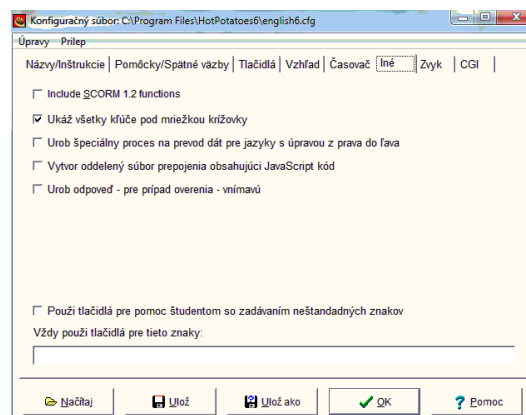 Konfiguračný súbor: C:\Program Files\HotPotatoes6\english6.cfg
Úpravy Prilep
Názvy/Inštrukcie Pomôcky/Spätné väzby Tlačidlá Vzhľad Časovač Iné Zvyk CGI
Include SCORM 1.2 functions
Ukáž všetky kľúče pod mriežkou krížovky
Urob špeciálny proces na prevod dát pre jazyky s úpravou z prava do ľava
Vytvor oddelený súbor prepojenia obsahujúci JavaScript kód
Urob odpoveď - pre prípad overenia - vnímavú
Použi tlačidlá pre pomoc študentom so zadávaním neštandadných znakov
Vždy použi tlačidlá pre tieto znaky:
Načítaj Ulož Ulož ako OK Pomoc